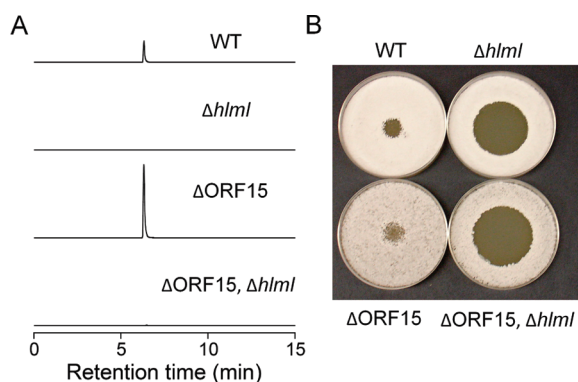 A
WT
Δhlml
ΔORF15
ΔORF15, Δhlml
0 5 10 15
Retention time (min)
B
WT Δhlml
ΔORF15 ΔORF15, Δhlml